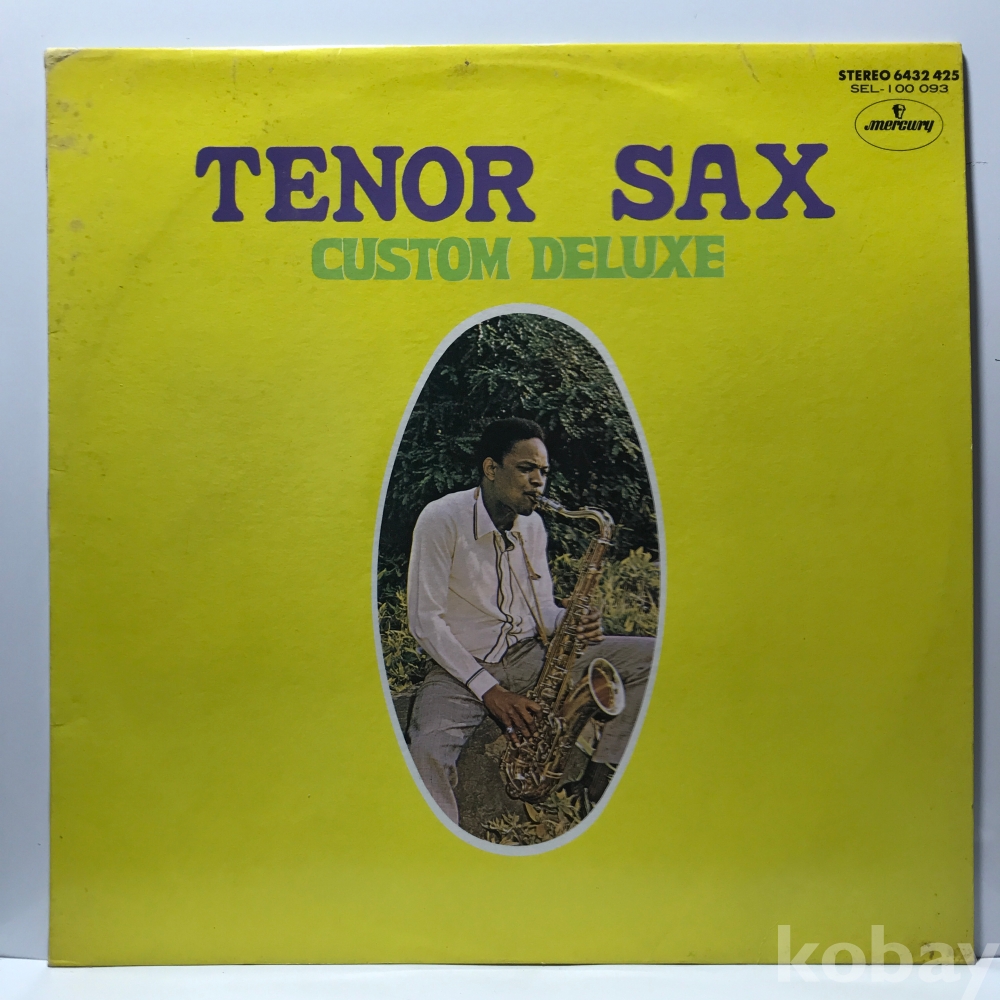 STEREO 6432 425
SEL-100 093
mercury
TENOR SAX
CUSTOM DELUXE
kobay